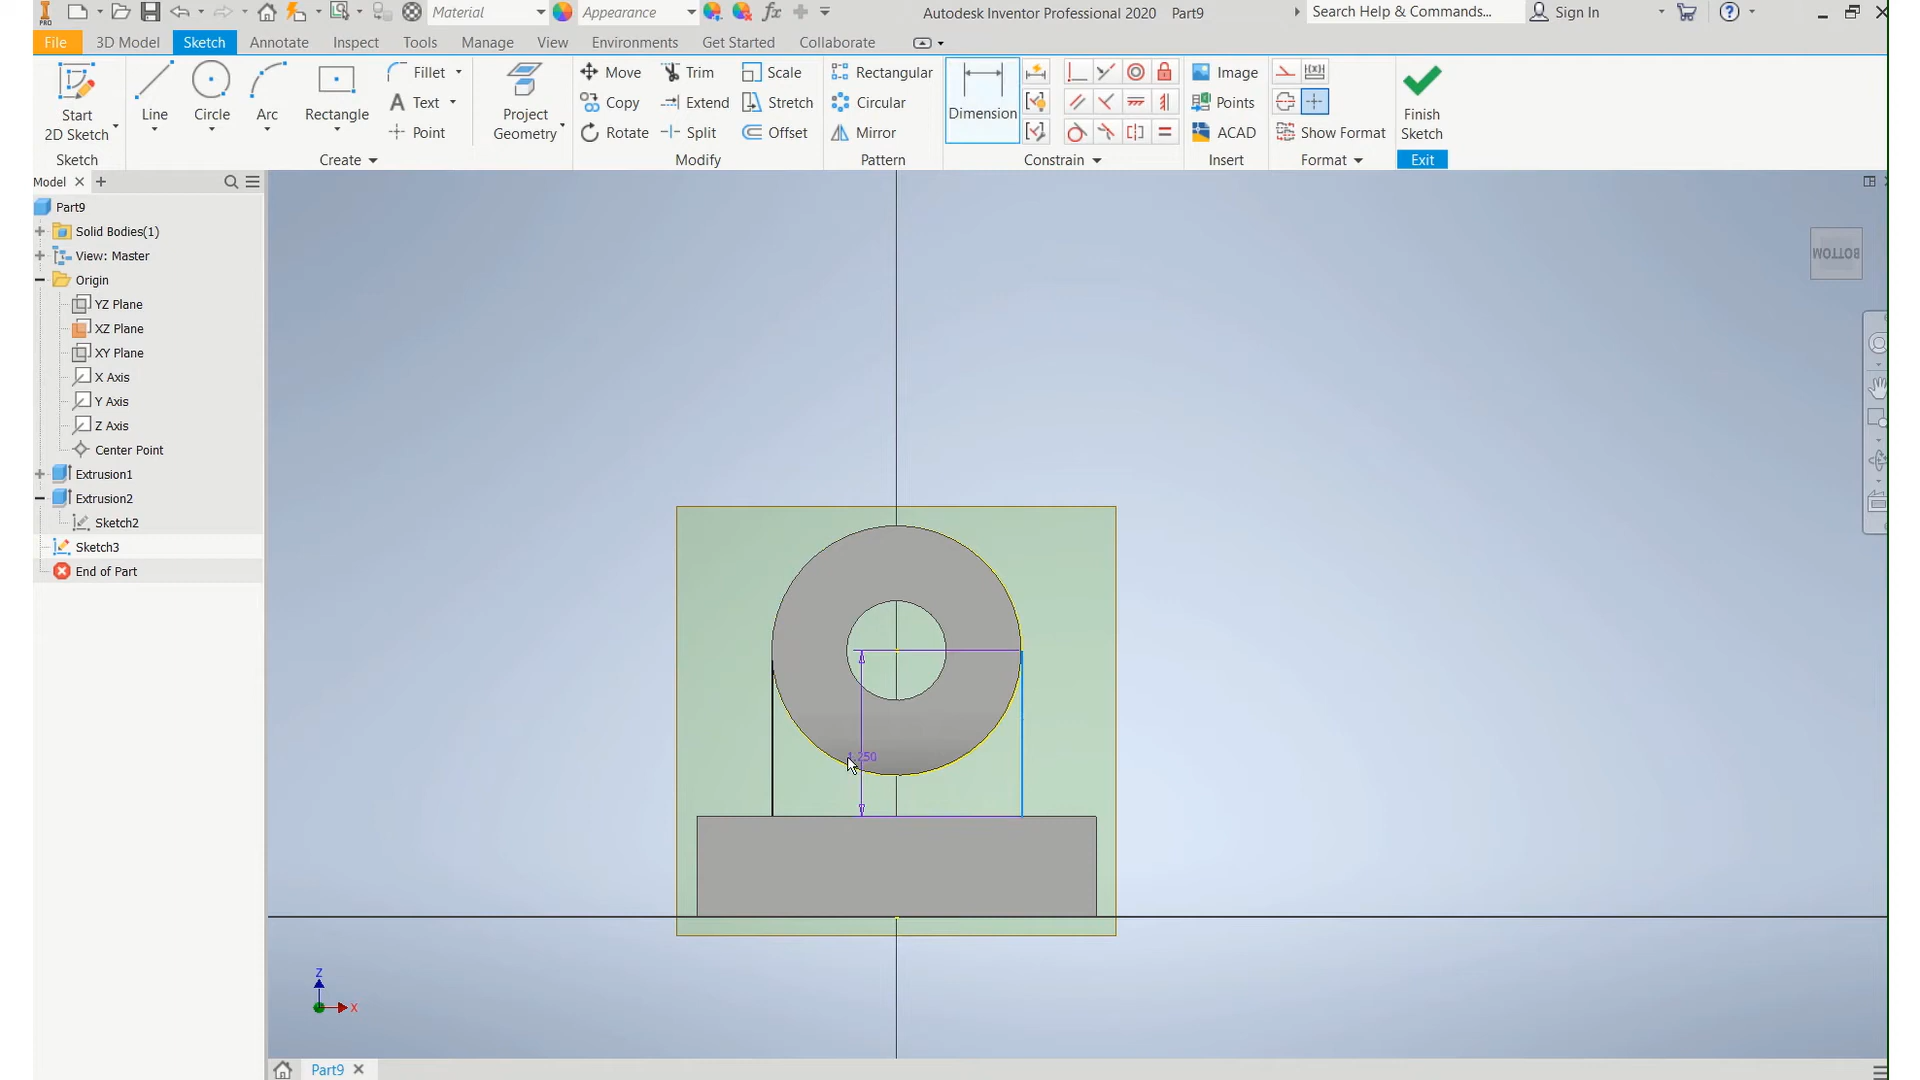 PRO
Material
Appearance
fx
Autodesk Inventor Professional 2020 Part9
Search Help & Commands...
Sign In
File
3D Model
Sketch
Annotate
Inspect
Tools
Manage
View
Environments
Get Started
Collaborate
Start
2D Sketch
Line
Circle
Arc
Rectangle
Fillet
Text
Point
Project
Geometry
Move
Copy
Rotate
Trim
Extend
Split
Scale
Stretch
Offset
Rectangular
Circular
Mirror
Dimension
Image
Points
ACAD
Show Format
Finish
Sketch
Sketch
Create
Modify
Pattern
Constrain
Insert
Format
Exit
Model
Part9
Solid Bodies(1)
View: Master
Origin
YZ Plane
XZ Plane
XY Plane
X Axis
Y Axis
Z Axis
Center Point
Extrusion1
Extrusion2
Sketch2
Sketch3
End of Part
BOTTOM
1.250
Z
X
Part9